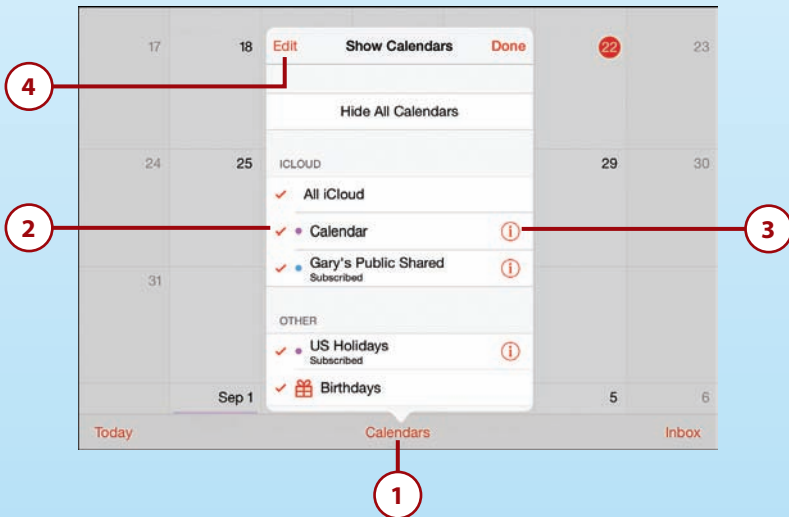 17 18 Edit Show Calendars Done 22 23
4
Hide All Calendars
24 25 ICLOUD 29 30
All iCloud
2 Calendar i 3
Gary's Public Shared i
Subscribed
31
OTHER
US Holidays i
Subscribed
Sep 1 Birthdays 5 6
Today Calendars Inbox
1